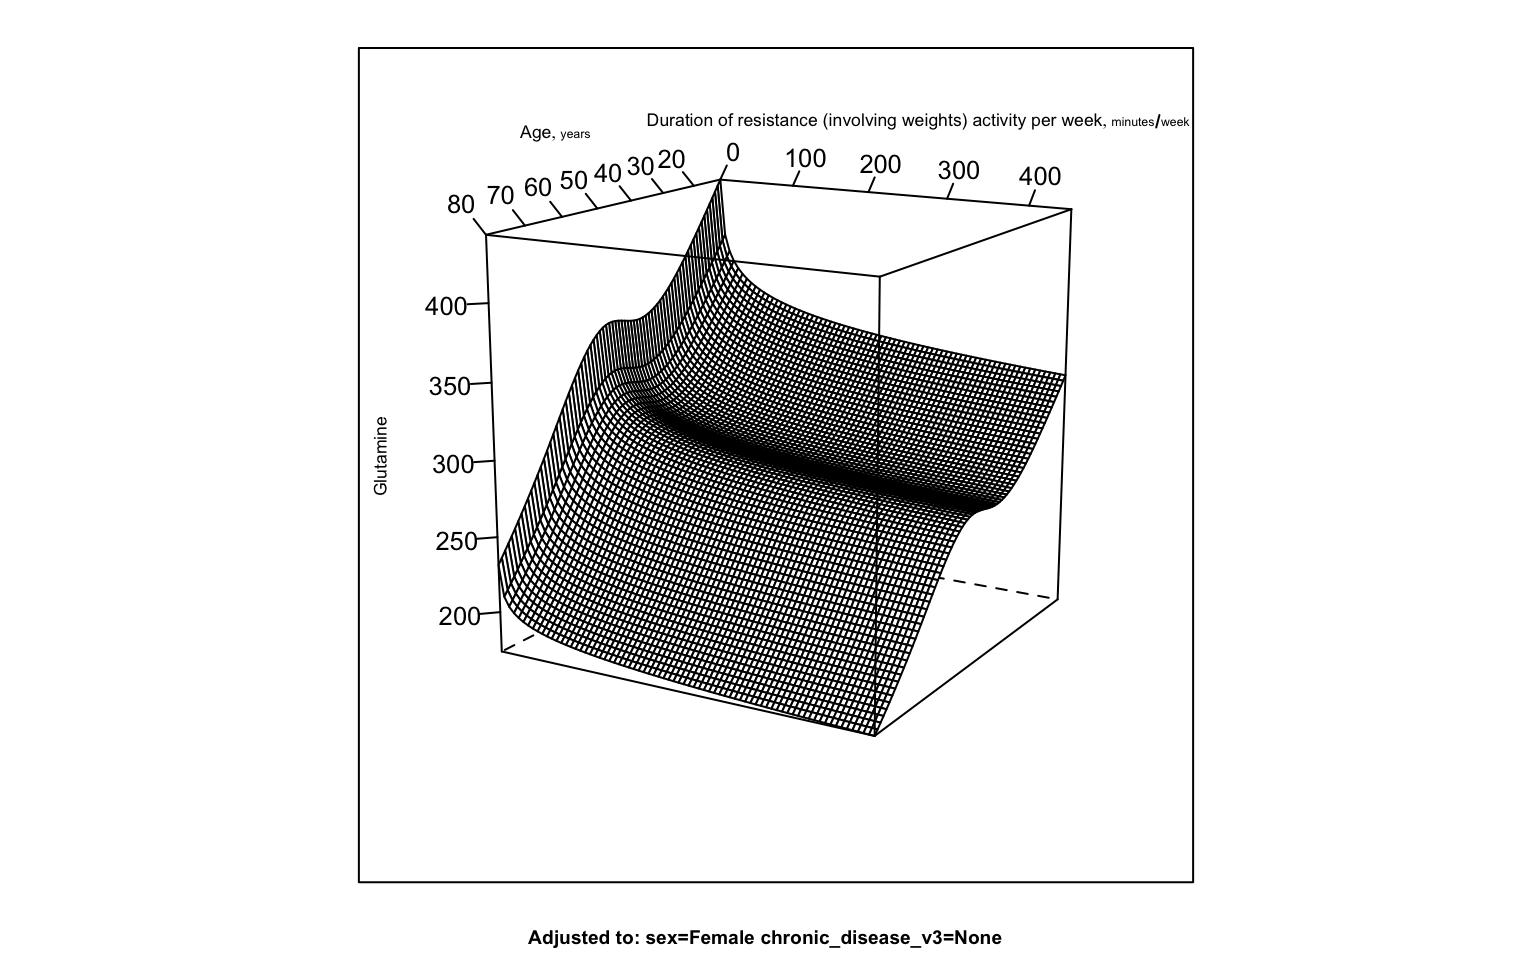 Duration of resistance (involving weights) activity per week, minutes/week
Age, years
0 100 200 300 400
80 70 60 50 40 30 20
400
350
300
250
200
Glutamine
Adjusted to: sex=Female chronic_disease_v3=None